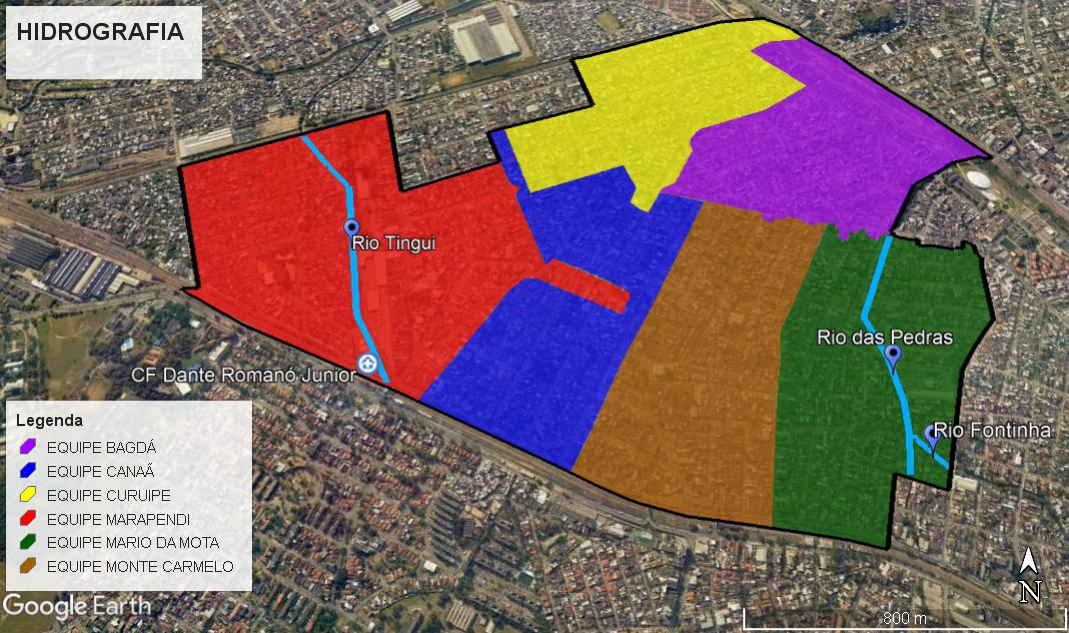 HIDROGRAFIA
Rio Tingui
Rio das Pedras
CF Dante Romanó Junior
Rio Fontinha
Legenda
EQUIPE BAGDÁ
EQUIPE CANAÃ
EQUIPE CURUIPE
EQUIPE MARAPENDI
EQUIPE MARIO DA MOTA
EQUIPE MONTE CARMELO
N
Google Earth
800 m